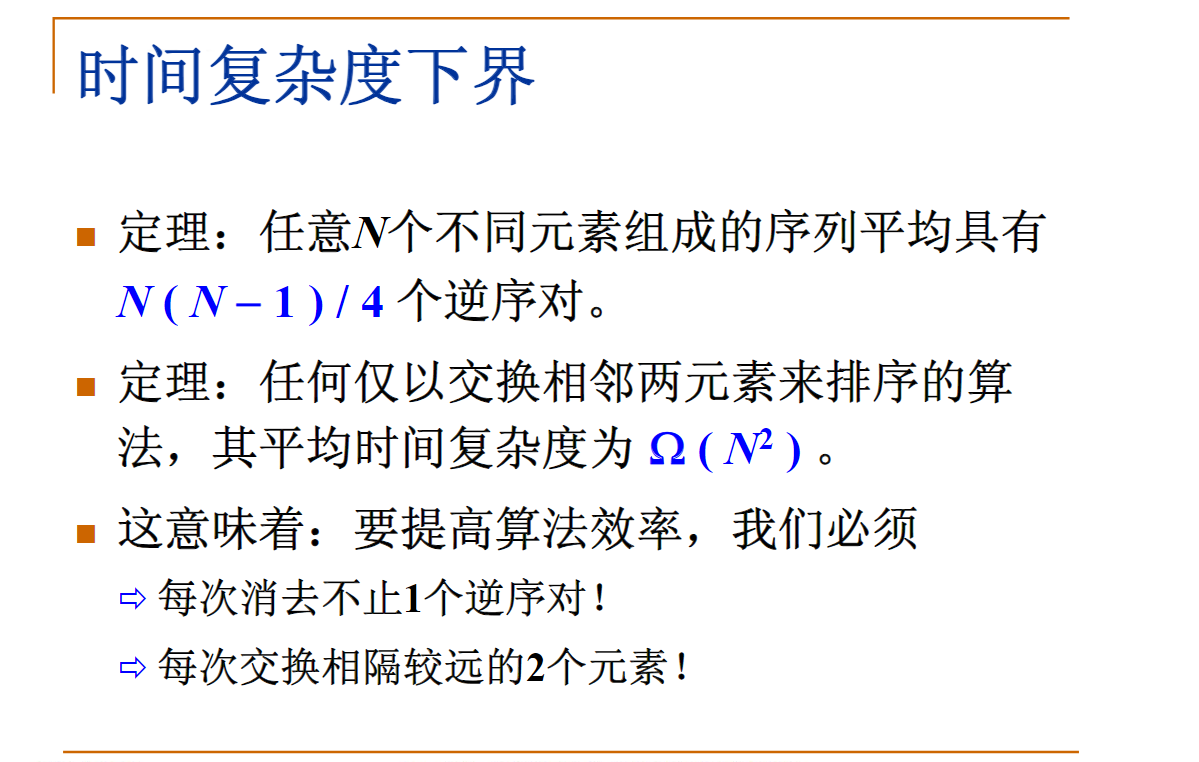 时间复杂度下界
定理：任意N个不同元素组成的序列平均具有
N ( N – 1 ) / 4 个逆序对。
定理：任何仅以交换相邻两元素来排序的算
法，其平均时间复杂度为 Ω ( N² ) 。
这意味着：要提高算法效率，我们必须
⇨ 每次消去不止1个逆序对！
⇨ 每次交换相隔较远的2个元素！